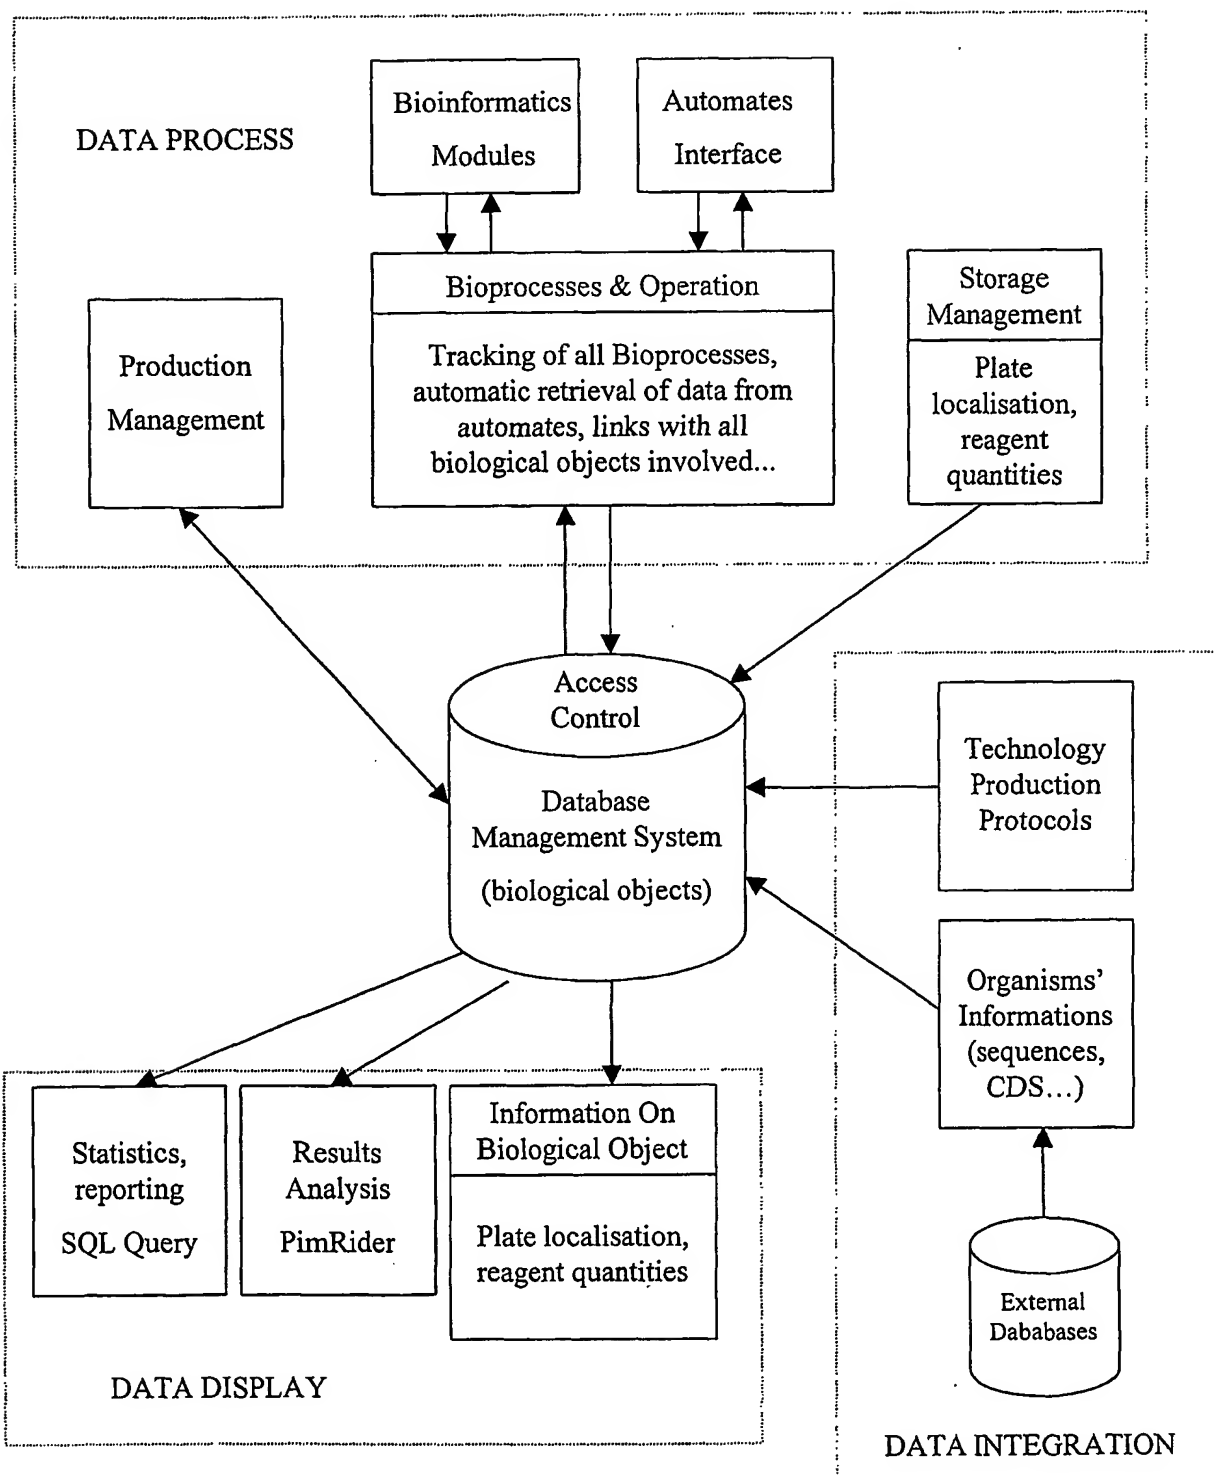 DATA PROCESS
Bioinformatics
Modules
Automates
Interface
Production
Management
Bioprocesses & Operation
Tracking of all Bioprocesses,
automatic retrieval of data from
automates, links with all
biological objects involved...
Storage
Management
Plate
localisation,
reagent
quantities
Access
Control
Database
Management System
(biological objects)
Technology
Production
Protocols
Organisms'
Informations
(sequences,
CDS...)
External
Dababases
DATA INTEGRATION
Statistics,
reporting
SQL Query
Results
Analysis
PimRider
Information On
Biological Object
Plate localisation,
reagent quantities
DATA DISPLAY